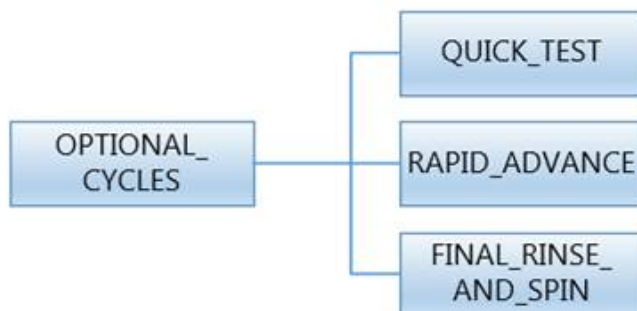 OPTIONAL_
CYCLES
QUICK_TEST
RAPID_ADVANCE
FINAL_RINSE_
AND_SPIN